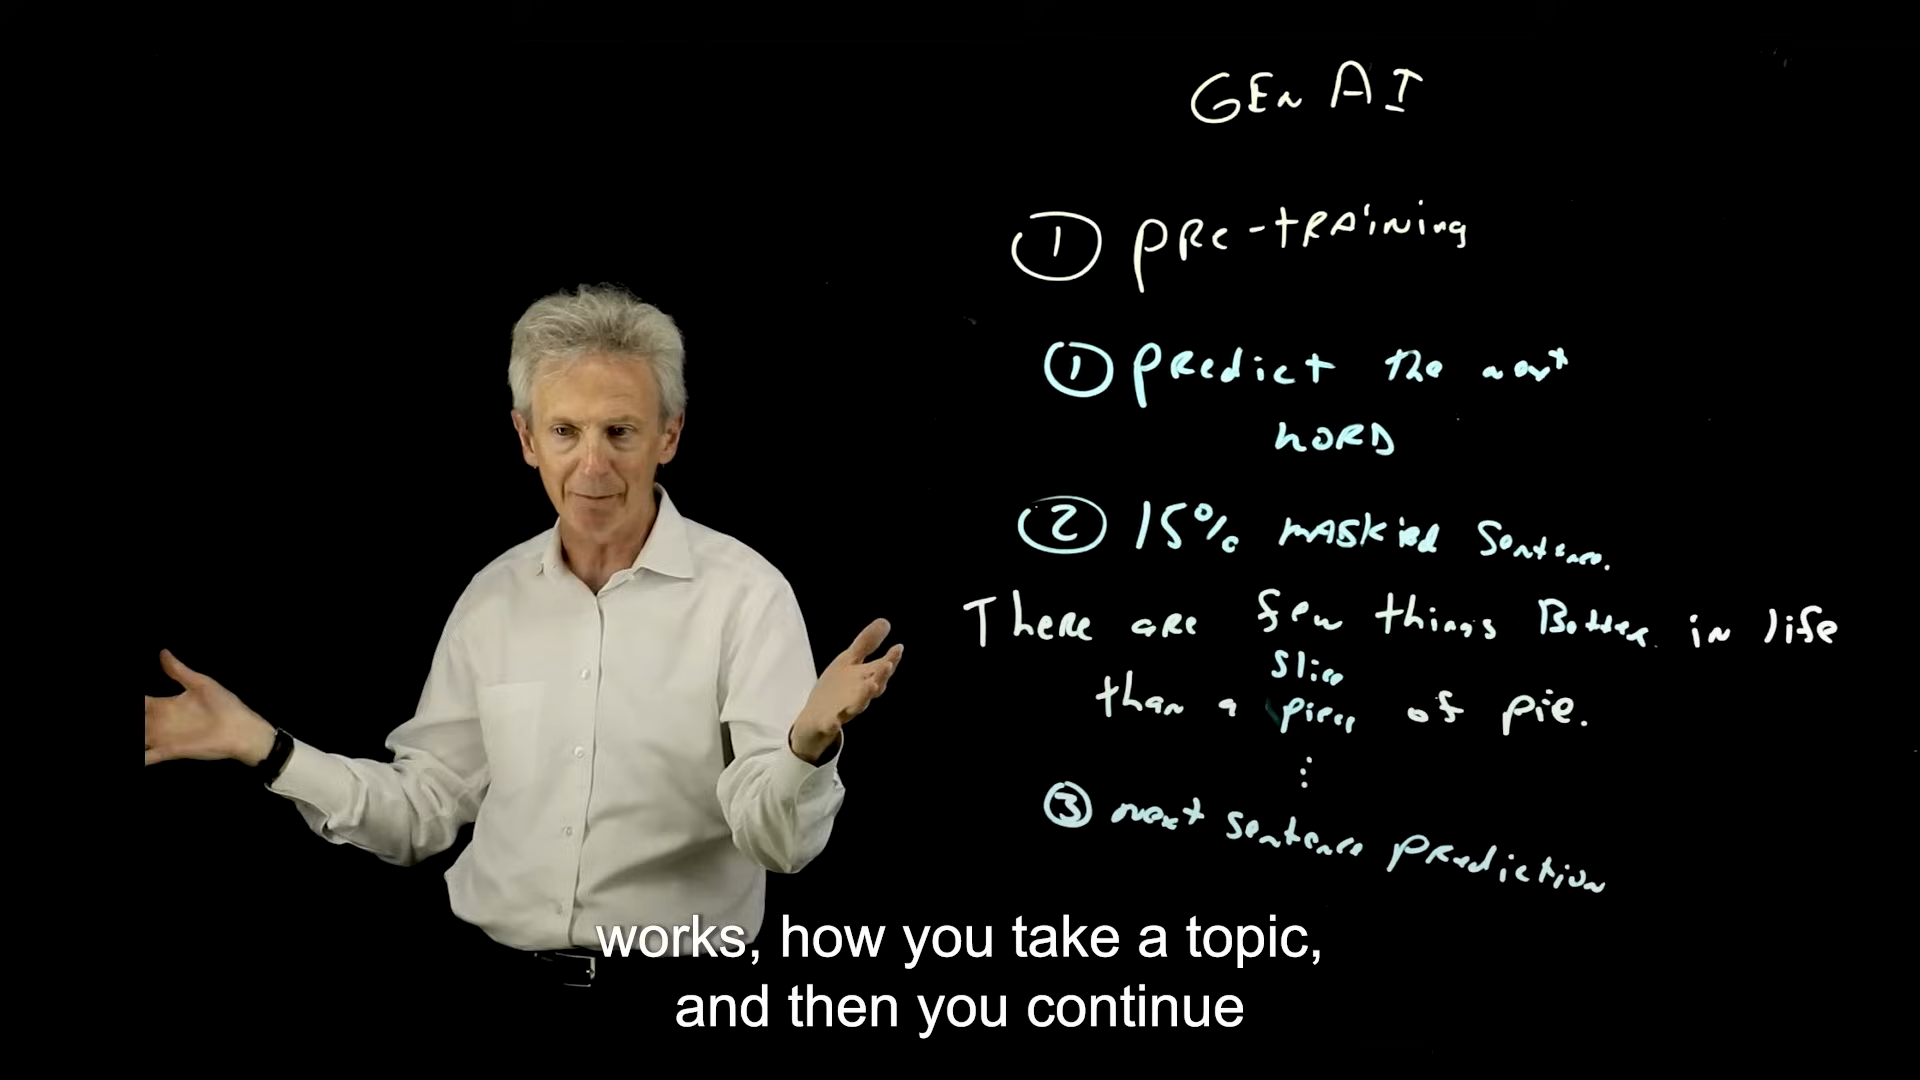 GEn AI
① PRe-tRAining
① Predict the next
WORD
② 15% MASKied Sentence.
There are few things Better in life
slice
than a piece of pie.
⋮
③ next sentence prediction
works, how you take a topic,
and then you continue